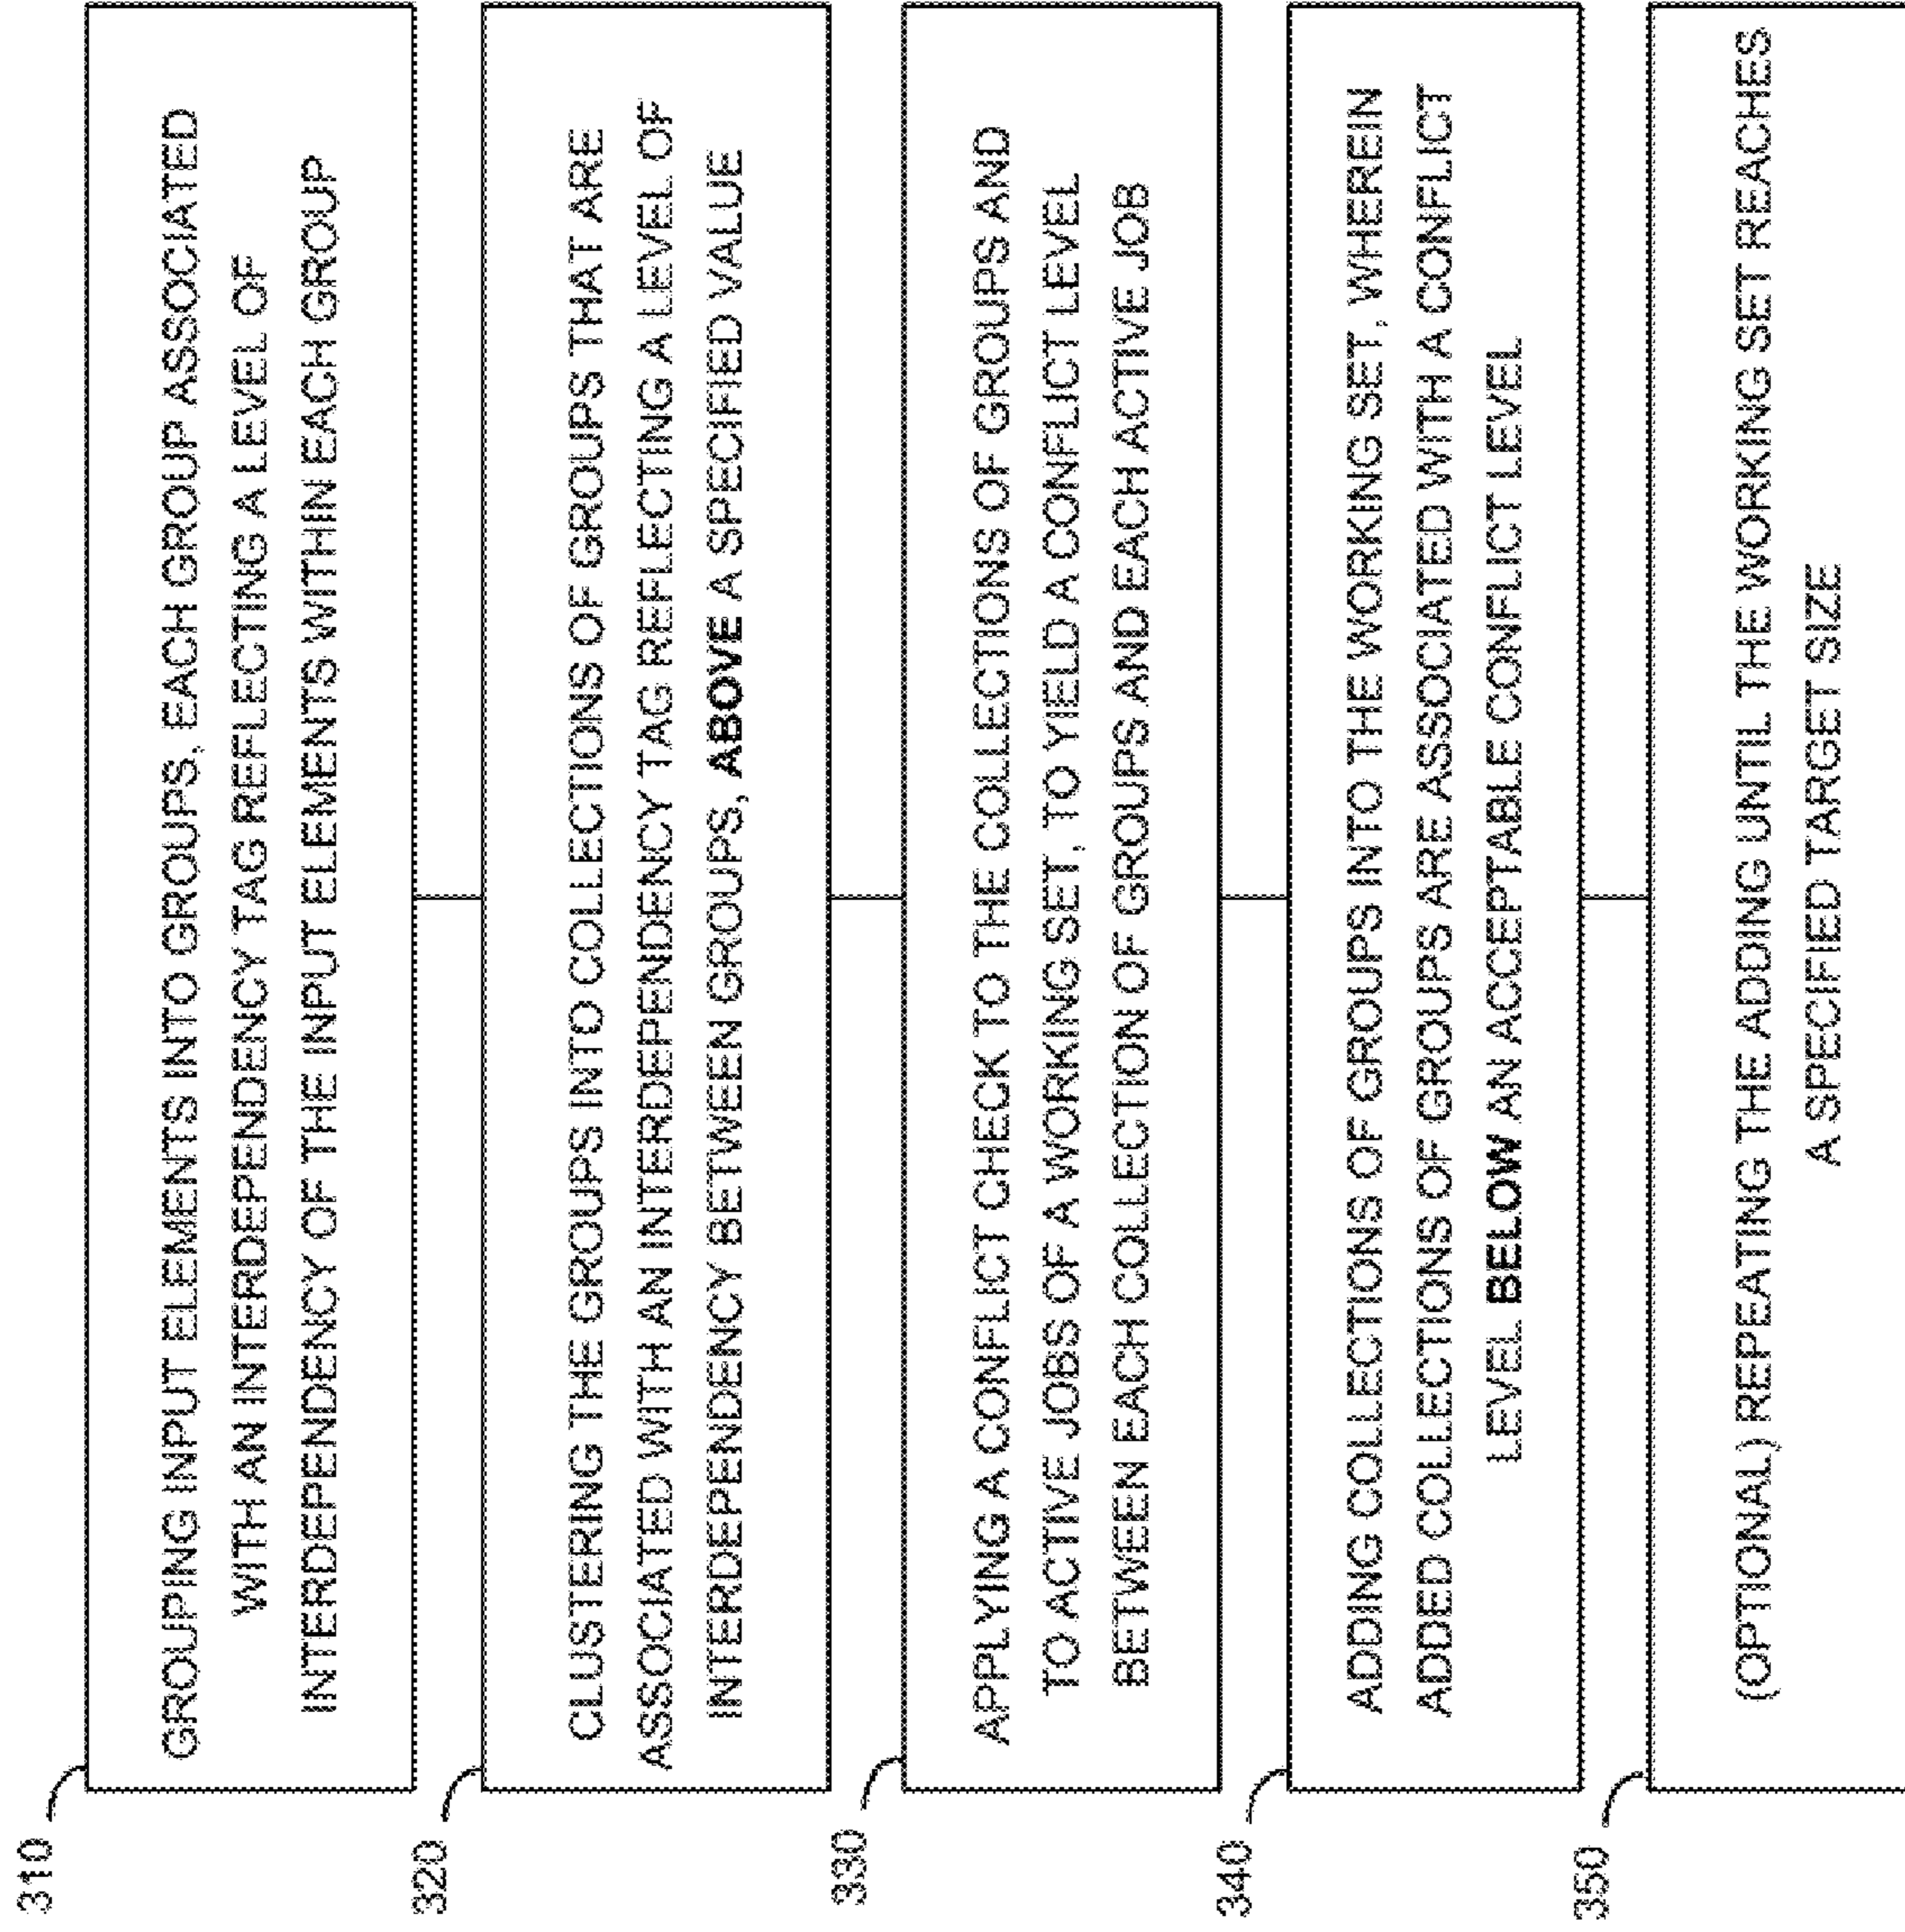 310
GROUPING INPUT ELEMENTS INTO GROUPS, EACH GROUP ASSOCIATED
WITH AN INTERDEPENDENCY TAG REFLECTING A LEVEL OF
INTERDEPENDENCY OF THE INPUT ELEMENTS WITHIN EACH GROUP
320
CLUSTERING THE GROUPS INTO COLLECTIONS OF GROUPS THAT ARE
ASSOCIATED WITH AN INTERDEPENDENCY TAG REFLECTING A LEVEL OF
INTERDEPENDENCY BETWEEN GROUPS, ABOVE A SPECIFIED VALUE
330
APPLYING A CONFLICT CHECK TO THE COLLECTIONS OF GROUPS AND
TO ACTIVE JOBS OF A WORKING SET, TO YIELD A CONFLICT LEVEL
BETWEEN EACH COLLECTION OF GROUPS AND EACH ACTIVE JOB
340
ADDING COLLECTIONS OF GROUPS INTO THE WORKING SET, WHEREIN
ADDED COLLECTIONS OF GROUPS ARE ASSOCIATED WITH A CONFLICT
LEVEL BELOW AN ACCEPTABLE CONFLICT LEVEL
350
(OPTIONAL) REPEATING THE ADDING UNTIL THE WORKING SET REACHES
A SPECIFIED TARGET SIZE